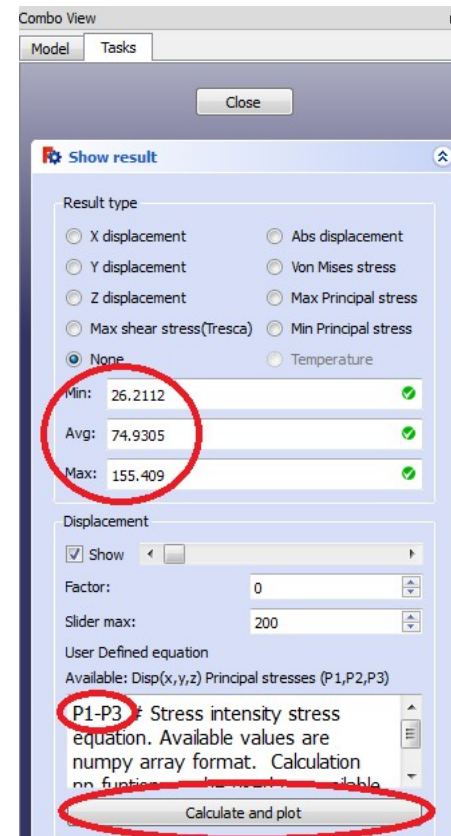 Combo View
Model Tasks
Close
Show result
Result type
X displacement Abs displacement
Y displacement Von Mises stress
Z displacement Max Principal stress
Max shear stress(Tresca) Min Principal stress
None Temperature
Min: 26.2112
Avg: 74.9305
Max: 155.409
Displacement
Show
Factor: 0
Slider max: 200
User Defined equation
Available: Disp(x,y,z) Principal stresses (P1,P2,P3)
P1-P3 # Stress intensity stress
equation. Available values are
numpy array format. Calculation
Calculate and plot